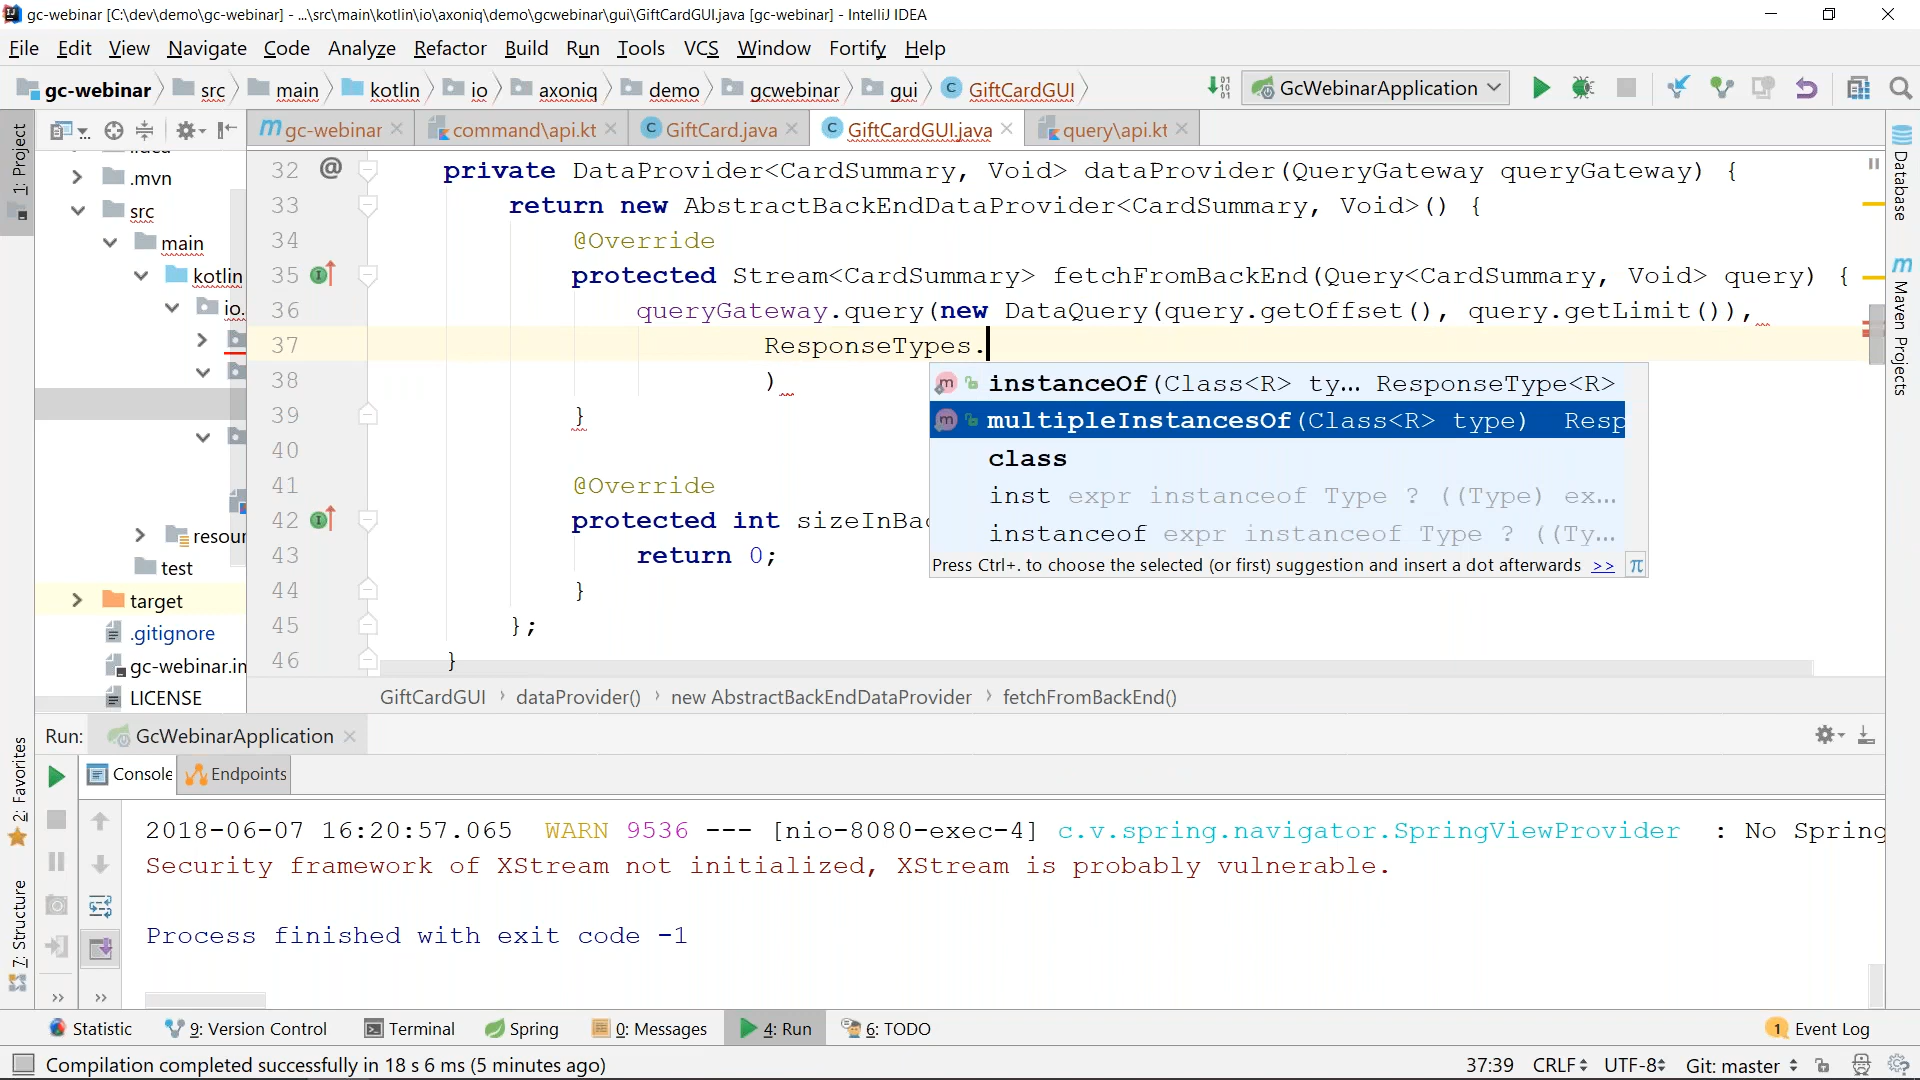 gc-webinar [C:\dev\demo\gc-webinar] - ...\src\main\kotlin\io\axoniq\demo\gcwebinar\gui\GiftCardGUI.java [gc-webinar] - IntelliJ IDEA
File Edit View Navigate Code Analyze Refactor Build Run Tools VCS Window Fortify Help
gc-webinar src main kotlin io axoniq demo gcwebinar gui GiftCardGUI GcWebinarApplication
gc-webinar command\api.kt GiftCard.java GiftCardGUI.java query\api.kt
1: Project
.mvn
src
main
kotlin
io.
resour
test
target
.gitignore
gc-webinar.im
LICENSE
32 @ private DataProvider<CardSummary, Void> dataProvider(QueryGateway queryGateway) {
33 return new AbstractBackEndDataProvider<CardSummary, Void>() {
34 @Override
35 protected Stream<CardSummary> fetchFromBackEnd(Query<CardSummary, Void> query) {
36 queryGateway.query(new DataQuery(query.getOffset(), query.getLimit()),
37 ResponseTypes.
38 )
39 }
40
41 @Override
42 protected int sizeInBac
43 return 0;
44 }
45 };
46 }
instanceOf(Class<R> ty... ResponseType<R>
multipleInstancesOf(Class<R> type) Resp
class
inst expr instanceof Type ? ((Type) ex...
instanceof expr instanceof Type ? ((Ty...
Press Ctrl+. to choose the selected (or first) suggestion and insert a dot afterwards >> π
GiftCardGUI dataProvider() new AbstractBackEndDataProvider fetchFromBackEnd()
Database
Maven Projects
Run: GcWebinarApplication
Console Endpoints
2018-06-07 16:20:57.065 WARN 9536 --- [nio-8080-exec-4] c.v.spring.navigator.SpringViewProvider : No Spring
Security framework of XStream not initialized, XStream is probably vulnerable.
Process finished with exit code -1
2: Favorites
7: Structure
Statistic 9: Version Control Terminal Spring 0: Messages 4: Run 6: TODO 1 Event Log
Compilation completed successfully in 18 s 6 ms (5 minutes ago) 37:39 CRLF UTF-8 Git: master